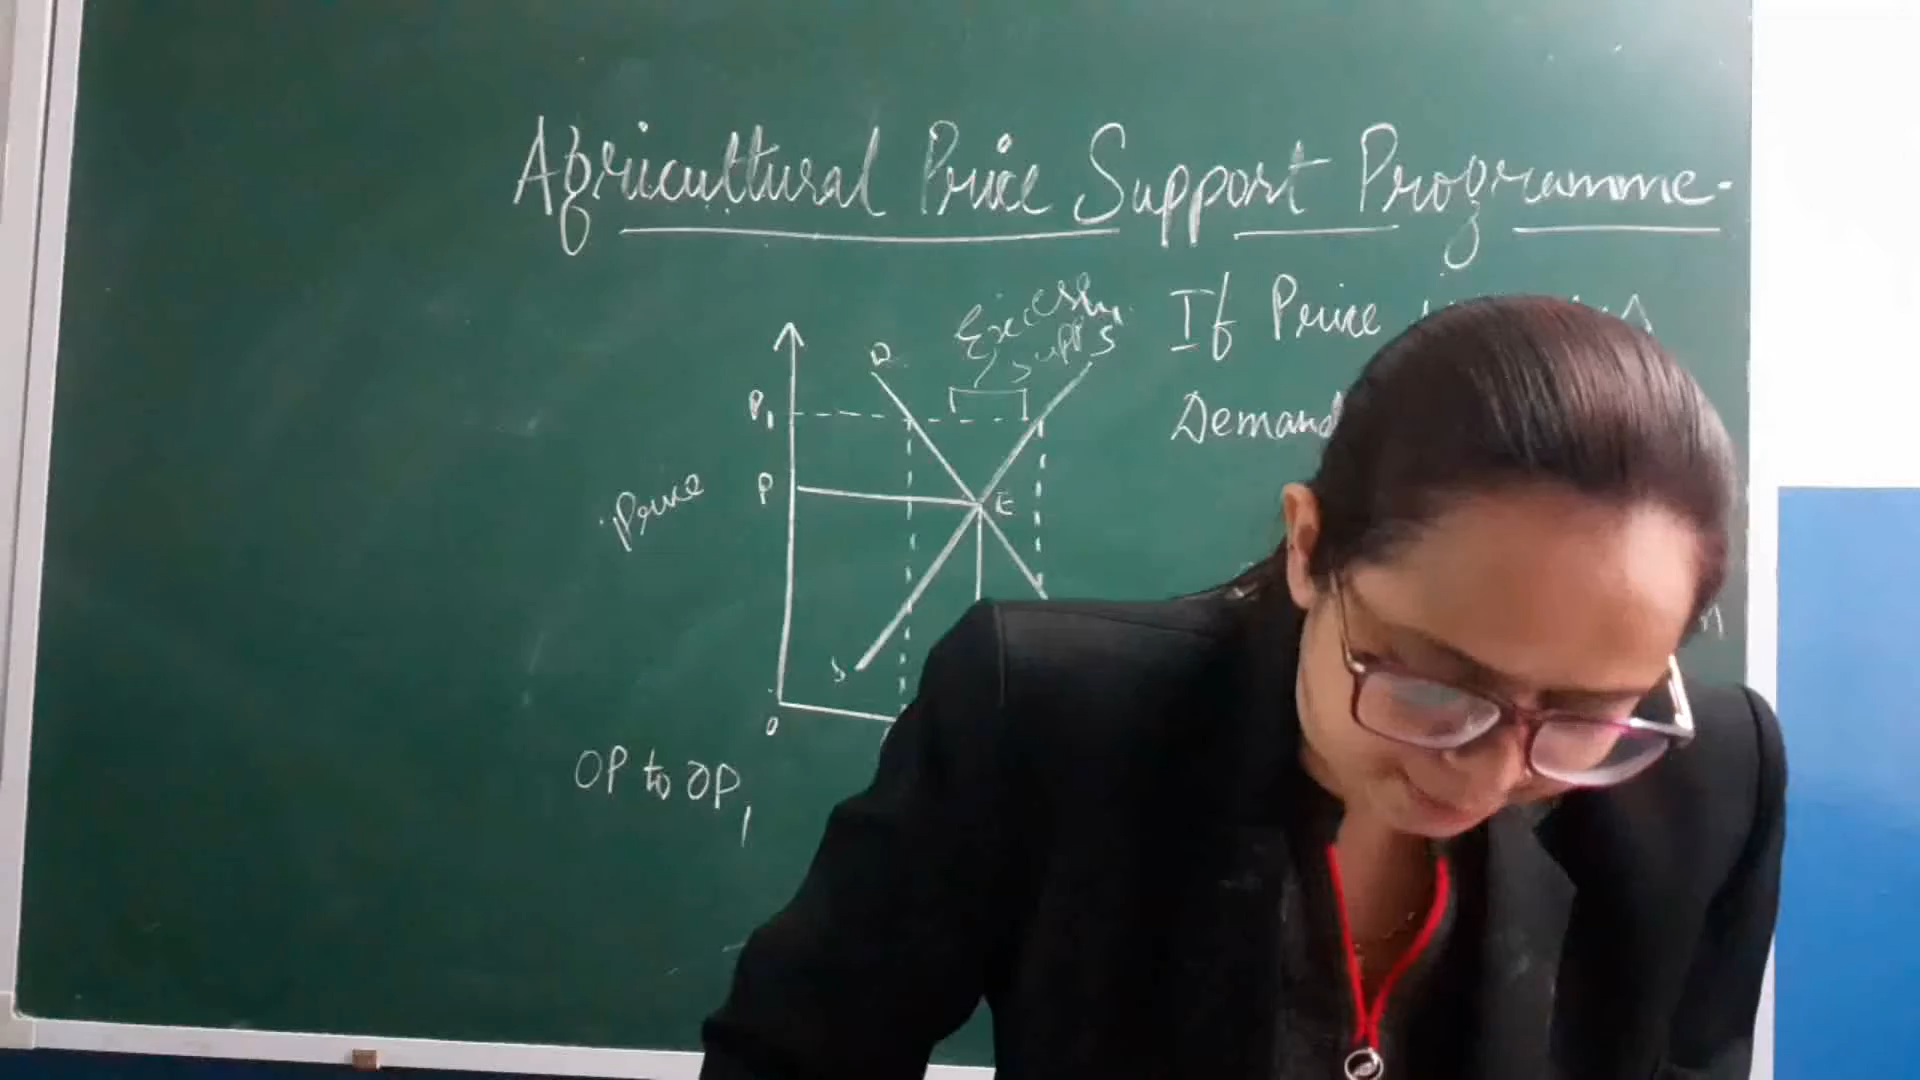 Agricultural Price Support Programme.
Excess
supply
If Price
D
S
P1
Demand
P
E
Price
S
O
OP to OP1